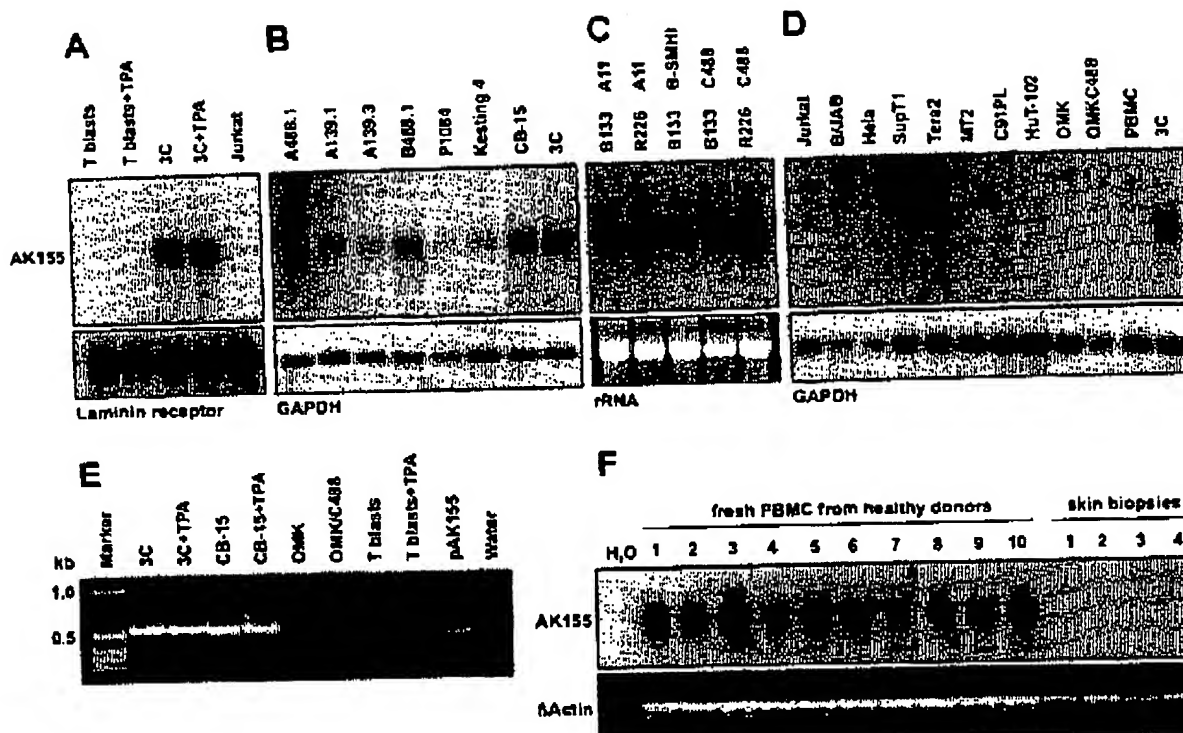 A
T blasts
T blasts+TPA
3C
3C+TPA
Jurkat
AK155
Laminin receptor
B
A488.1
A139.1
A139.3
B488.1
P1084
Kesting 4
CB-15
3C
GAPDH
C
B133 A11
R226 A11
B133 B-SMHI
B133 C488
R226 C488
rRNA
D
Jurkat
BJAB
Hela
SupT1
Tera2
MT2
C91PL
HuT-102
OMK
OMKC488
PBMC
3C
GAPDH
E
kb
Marker
3C
3C+TPA
CB-15
CB-15+TPA
OMK
OMK/C488
T blasts
T blasts+TPA
pAK155
Water
1.0
0.5
F
fresh PBMC from healthy donors
skin biopsies
H2O 1 2 3 4 5 6 7 8 9 10 1 2 3 4
AK155
βActin